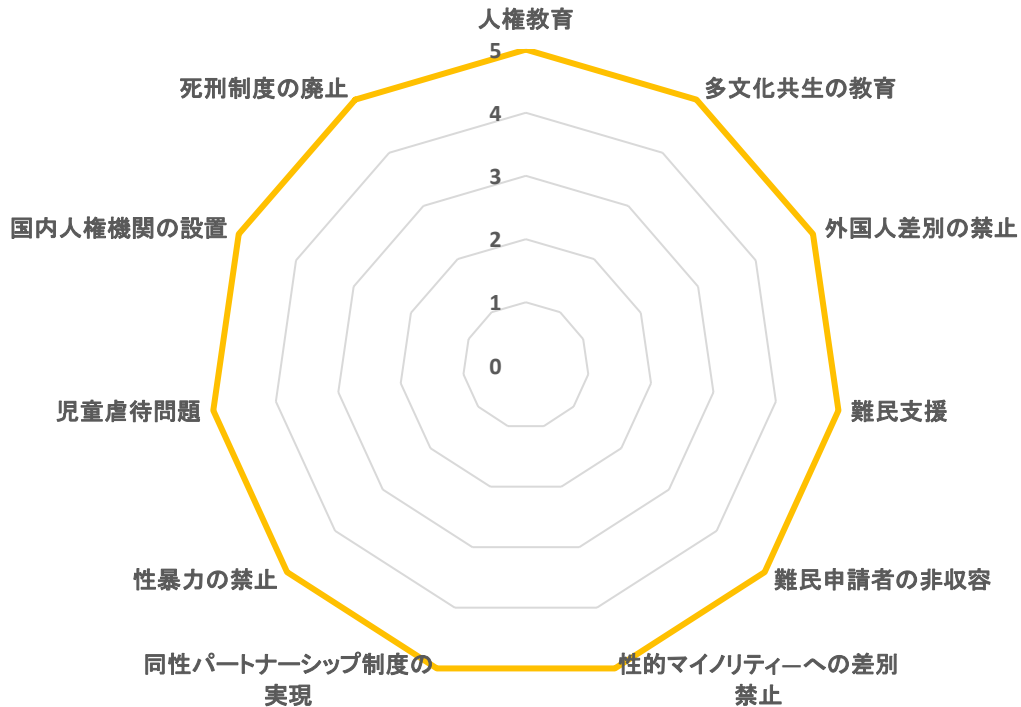 人権教育
5
死刑制度の廃止
多文化共生の教育
4
3
国内人権機関の設置
外国人差別の禁止
2
1
0
児童虐待問題
難民支援
性暴力の禁止
難民申請者の非収容
同性パートナーシップ制度の
実現
性的マイノリティ―への差別
禁止